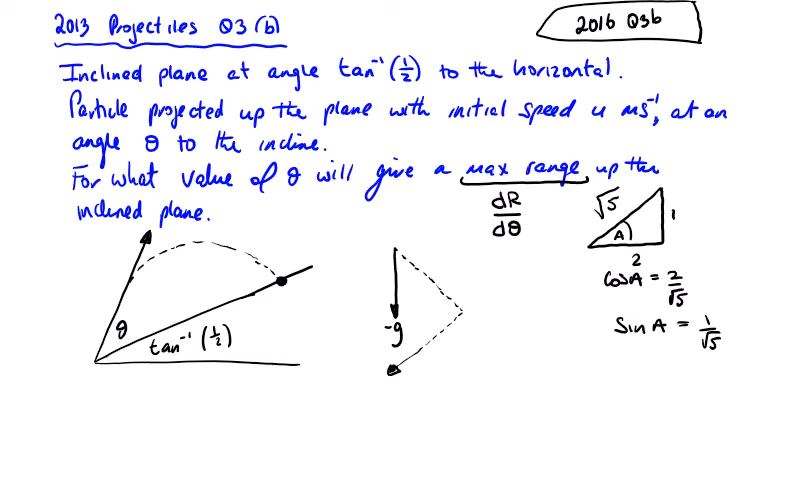 2013 Projectiles Q3 (b)
2016 Q3b
Inclined plane at angle tan⁻¹(1/2) to the horizontal.
Particle projected up the plane with initial speed u ms⁻¹, at an
angle θ to the incline.
For what value of θ will give a max range up the
inclined plane.
dR/dθ
√5
A
1
2
cosA = 2/√5
sinA = 1/√5
θ
tan⁻¹(1/2)
-g